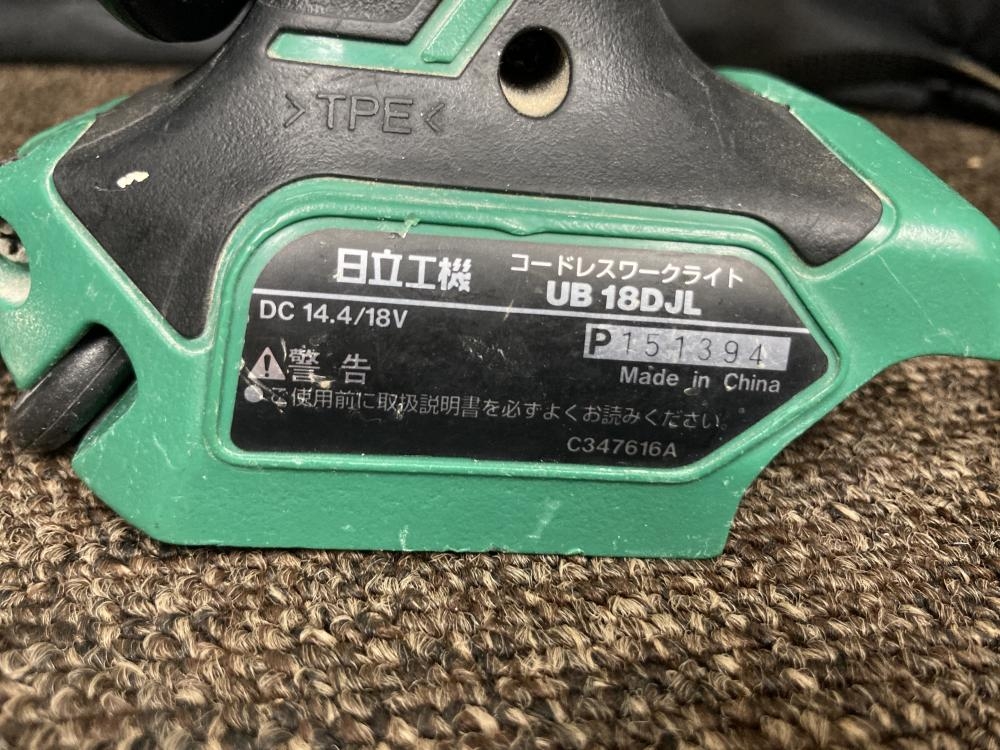 >TPE<
日立工機 コードレスワークライト
UB 18DJL
DC 14.4/18V
P151394
Made in China
警告
●ご使用前に取扱説明書を必ずよくお読みください。
C347616A